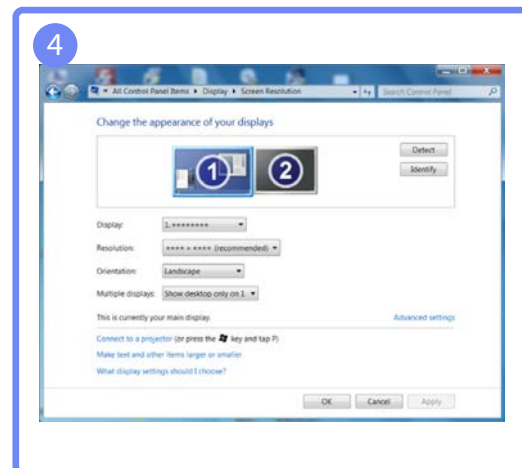 4
All Control Panel Items ▸ Display ▸ Screen Resolution
Search Control Panel
Change the appearance of your displays
1 2
Detect
Identify
Display: 1.********
Resolution: **** × **** (recommended)
Orientation: Landscape
Multiple displays: Show desktop only on 1
This is currently your main display.
Advanced settings
Connect to a projector (or press the key and tap P)
Make text and other items larger or smaller
What display settings should I choose?
OK Cancel Apply